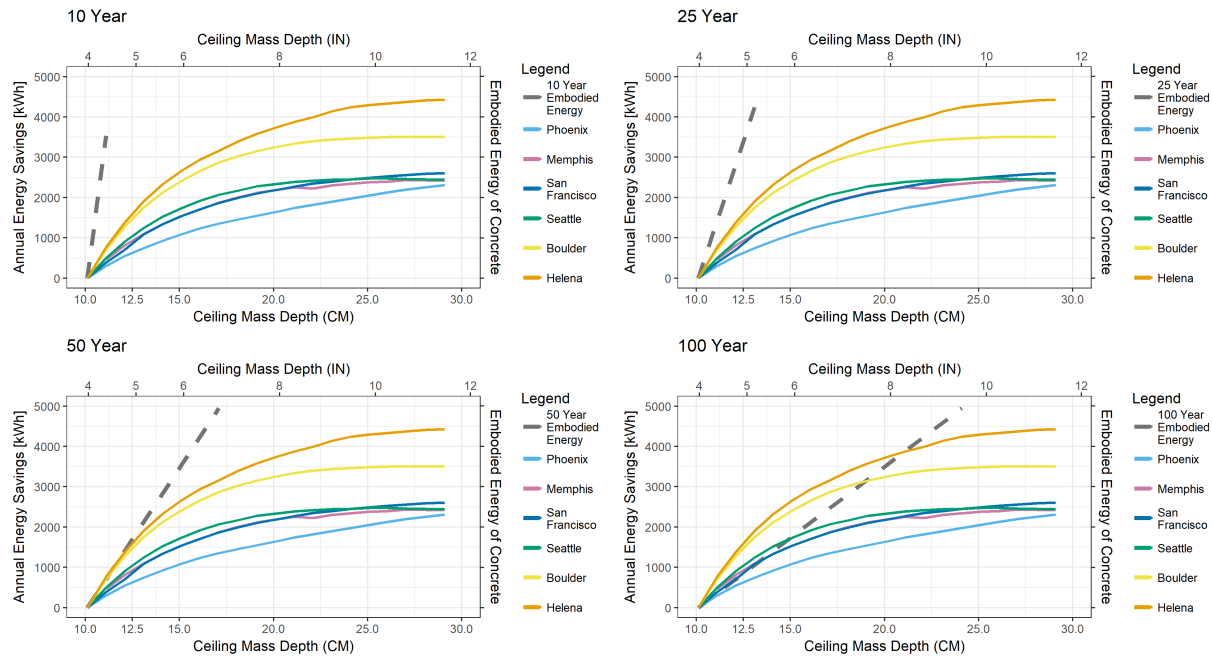 10 Year
Ceiling Mass Depth (IN)
4 5 6 8 10 12
Annual Energy Savings [kWh]
5000
4000
3000
2000
1000
0
10.0 12.5 15.0 20.0 25.0 30.0
Ceiling Mass Depth (CM)
Embodied Energy of Concrete
Legend
10 Year
Embodied
Energy
Phoenix
Memphis
San
Francisco
Seattle
Boulder
Helena
25 Year
Ceiling Mass Depth (IN)
4 5 6 8 10 12
Annual Energy Savings [kWh]
5000
4000
3000
2000
1000
0
10.0 12.5 15.0 20.0 25.0 30.0
Ceiling Mass Depth (CM)
Embodied Energy of Concrete
Legend
25 Year
Embodied
Energy
Phoenix
Memphis
San
Francisco
Seattle
Boulder
Helena
50 Year
Ceiling Mass Depth (IN)
4 5 6 8 10 12
Annual Energy Savings [kWh]
5000
4000
3000
2000
1000
0
10.0 12.5 15.0 20.0 25.0 30.0
Ceiling Mass Depth (CM)
Embodied Energy of Concrete
Legend
50 Year
Embodied
Energy
Phoenix
Memphis
San
Francisco
Seattle
Boulder
Helena
100 Year
Ceiling Mass Depth (IN)
4 5 6 8 10 12
Annual Energy Savings [kWh]
5000
4000
3000
2000
1000
0
10.0 12.5 15.0 20.0 25.0 30.0
Ceiling Mass Depth (CM)
Embodied Energy of Concrete
Legend
100 Year
Embodied
Energy
Phoenix
Memphis
San
Francisco
Seattle
Boulder
Helena